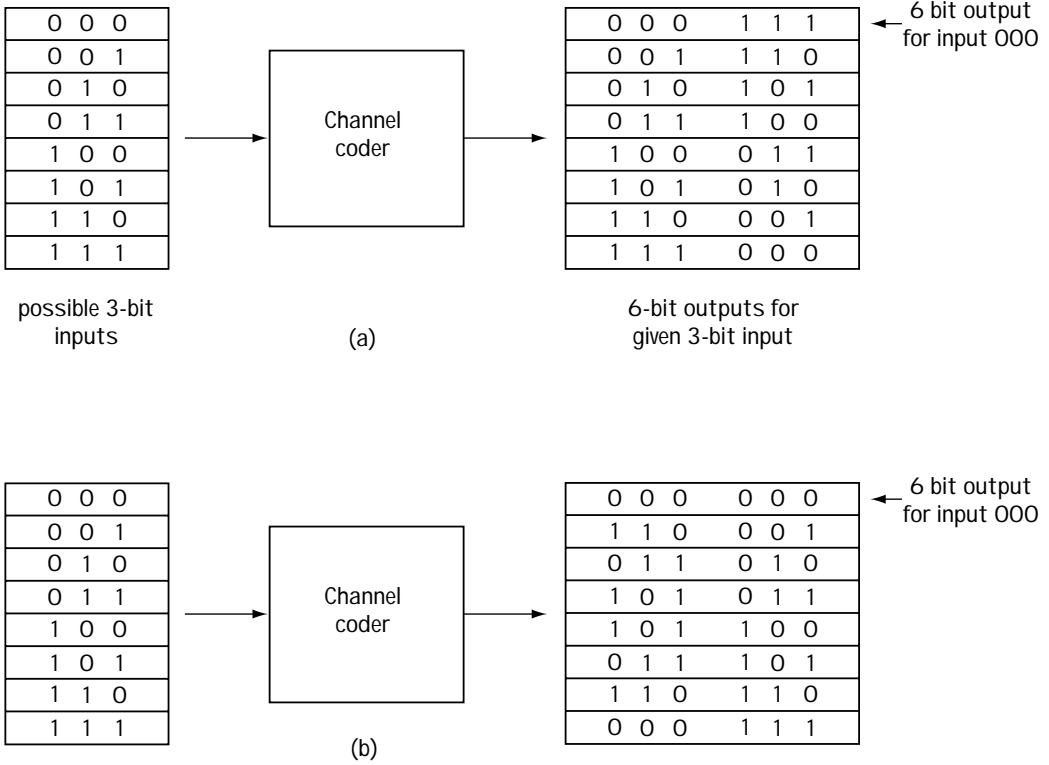 0 0 0
0 0 1
0 1 0
0 1 1
1 0 0
1 0 1
1 1 0
1 1 1
possible 3-bit
inputs
Channel
coder
(a)
0 0 0 1 1 1
0 0 1 1 1 0
0 1 0 1 0 1
0 1 1 1 0 0
1 0 0 0 1 1
1 0 1 0 1 0
1 1 0 0 0 1
1 1 1 0 0 0
6-bit outputs for
given 3-bit input
6 bit output
for input 000
0 0 0
0 0 1
0 1 0
0 1 1
1 0 0
1 0 1
1 1 0
1 1 1
Channel
coder
(b)
0 0 0 0 0 0
1 1 0 0 0 1
0 1 1 0 1 0
1 0 1 0 1 1
1 0 1 1 0 0
0 1 1 1 0 1
1 1 0 1 1 0
0 0 0 1 1 1
6 bit output
for input 000